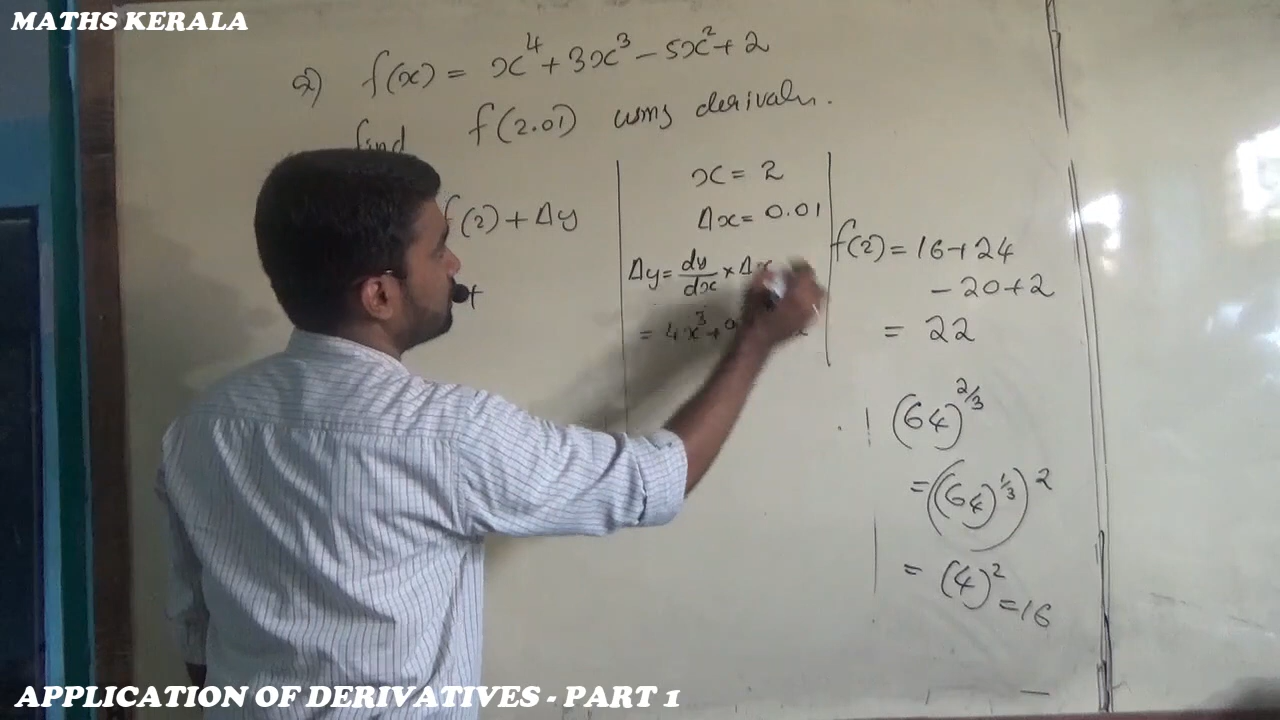 MATHS KERALA
Q) f(x) = x⁴ + 3x³ - 5x² + 2
find f(2.01) using
f(2) + Δy
x = 2
Δx = 0.01
Δy = dy/dx × Δx
= 4x³ + 9
f(2) = 16 + 24
- 20 + 2
= 22
(64)^2/3
= ((64)^1/3)^2
= (4)²
= 16
APPLICATION OF DERIVATIVES - PART 1